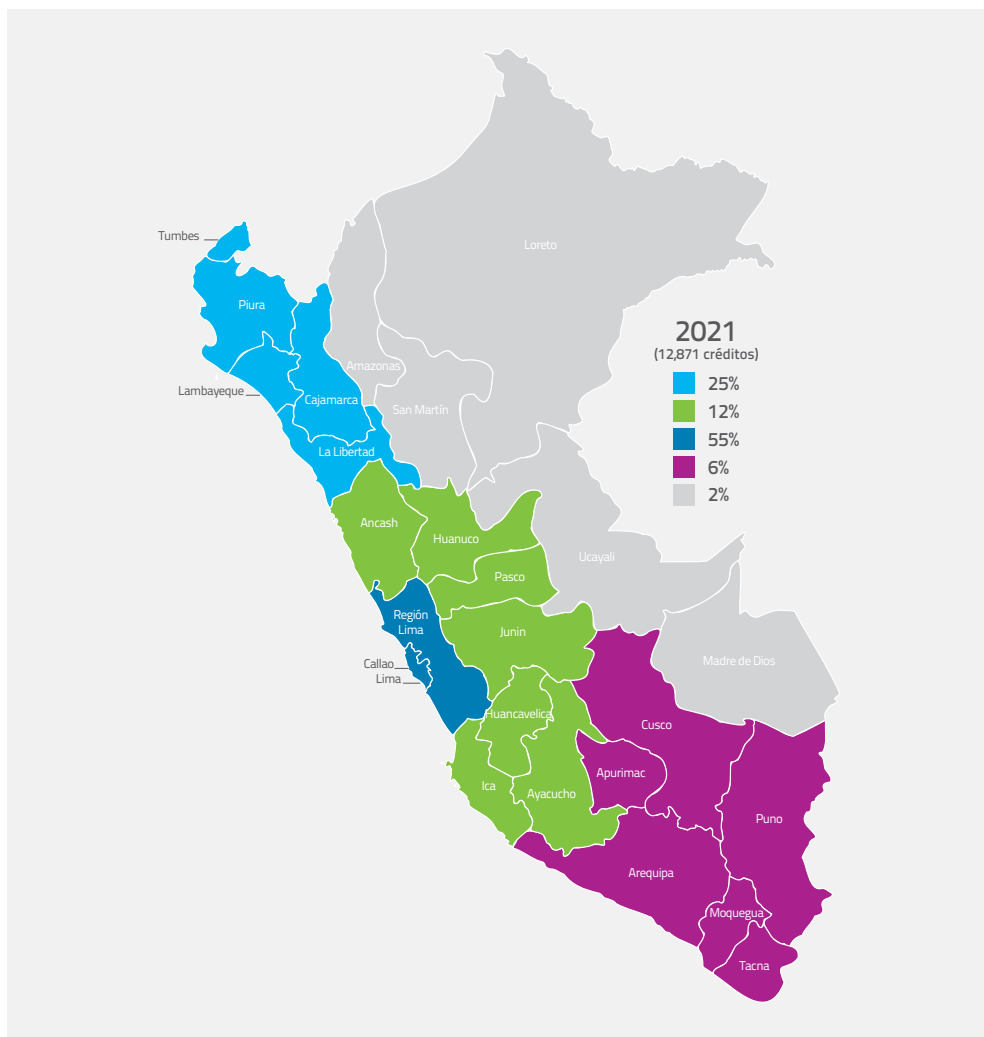 Tumbes
Loreto
Piura
2021
(12,871 créditos)
25%
12%
55%
6%
2%
Amazonas
Lambayeque
Cajamarca
San Martín
La Libertad
Ancash
Huanuco
Ucayali
Pasco
Región
Lima
Junin
Callao
Lima
Madre de Dios
Huancavelica
Cusco
Apurimac
Ica
Ayacucho
Puno
Arequipa
Moquegua
Tacna